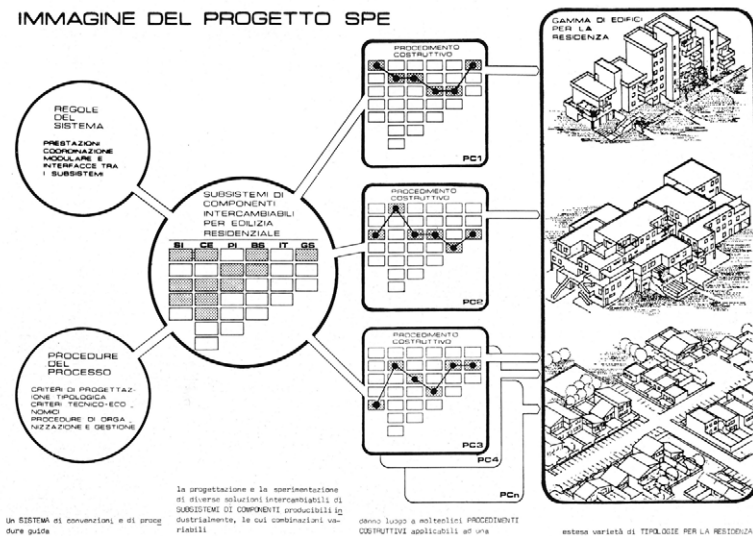 IMMAGINE DEL PROGETTO SPE
REGOLE
DEL
SISTEMA
PRESTAZIONI
COORDINAZIONE
MODULARE E
INTERFACCE TRA
I SUBSISTEMI
PROCEDURE
DEL
PROCESSO
CRITERI DI PROGETTAZ-
IONE TIPOLOGICA
CRITERI TECNICO-ECO
NOMICI
PROCEDURE DI ORGA
NIZZAZIONE E GESTIONE
SUBSISTEMI DI
COMPONENTI
INTERCAMBIABILI
PER EDILIZIA
RESIDENZIALE
SI CE PI BS IT GS
PROCEDIMENTO
COSTRUTTIVO
PC1
PROCEDIMENTO
COSTRUTTIVO
PC2
PROCEDIMENTO
COSTRUTTIVO
PC3
PC4
PCn
GAMMA DI EDIFICI
PER LA
RESIDENZA
Un SISTEMA di convenzioni e di proce
dure guida
la progettazione e la sperimentazione
di diverse soluzioni intercambiabili di
SUBSISTEMI DI COMPONENTI producibili in
dustrialmente, le cui combinazioni va-
riabili
danno luogo a molteplici PROCEDIMENTI
COSTRUTTIVI applicabili ad una
estesa varietà di TIPOLOGIE PER LA RESIDENZA